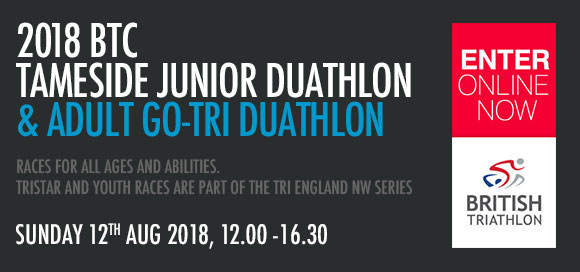 2018 BTC
TAMESIDE JUNIOR DUATHLON
& ADULT GO-TRI DUATHLON
RACES FOR ALL AGES AND ABILITIES.
TRISTAR AND YOUTH RACES ARE PART OF THE TRI ENGLAND NW SERIES
SUNDAY 12TH AUG 2018, 12.00 -16.30
ENTER
ONLINE
NOW
BRITISH
TRIATHLON